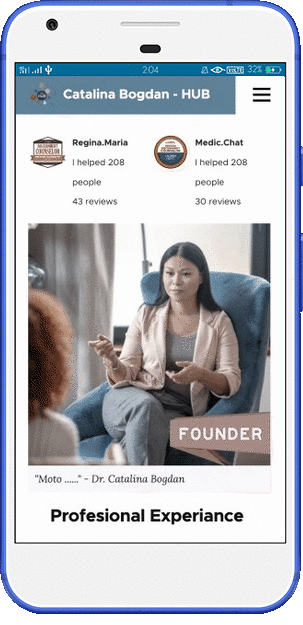 2:04
32%
Catalina Bogdan - HUB
Regina.Maria
I helped 208
people
43 reviews
Medic.Chat
I helped 208
people
30 reviews
FOUNDER
"Moto ......" - Dr. Catalina Bogdan
Profesional Experiance